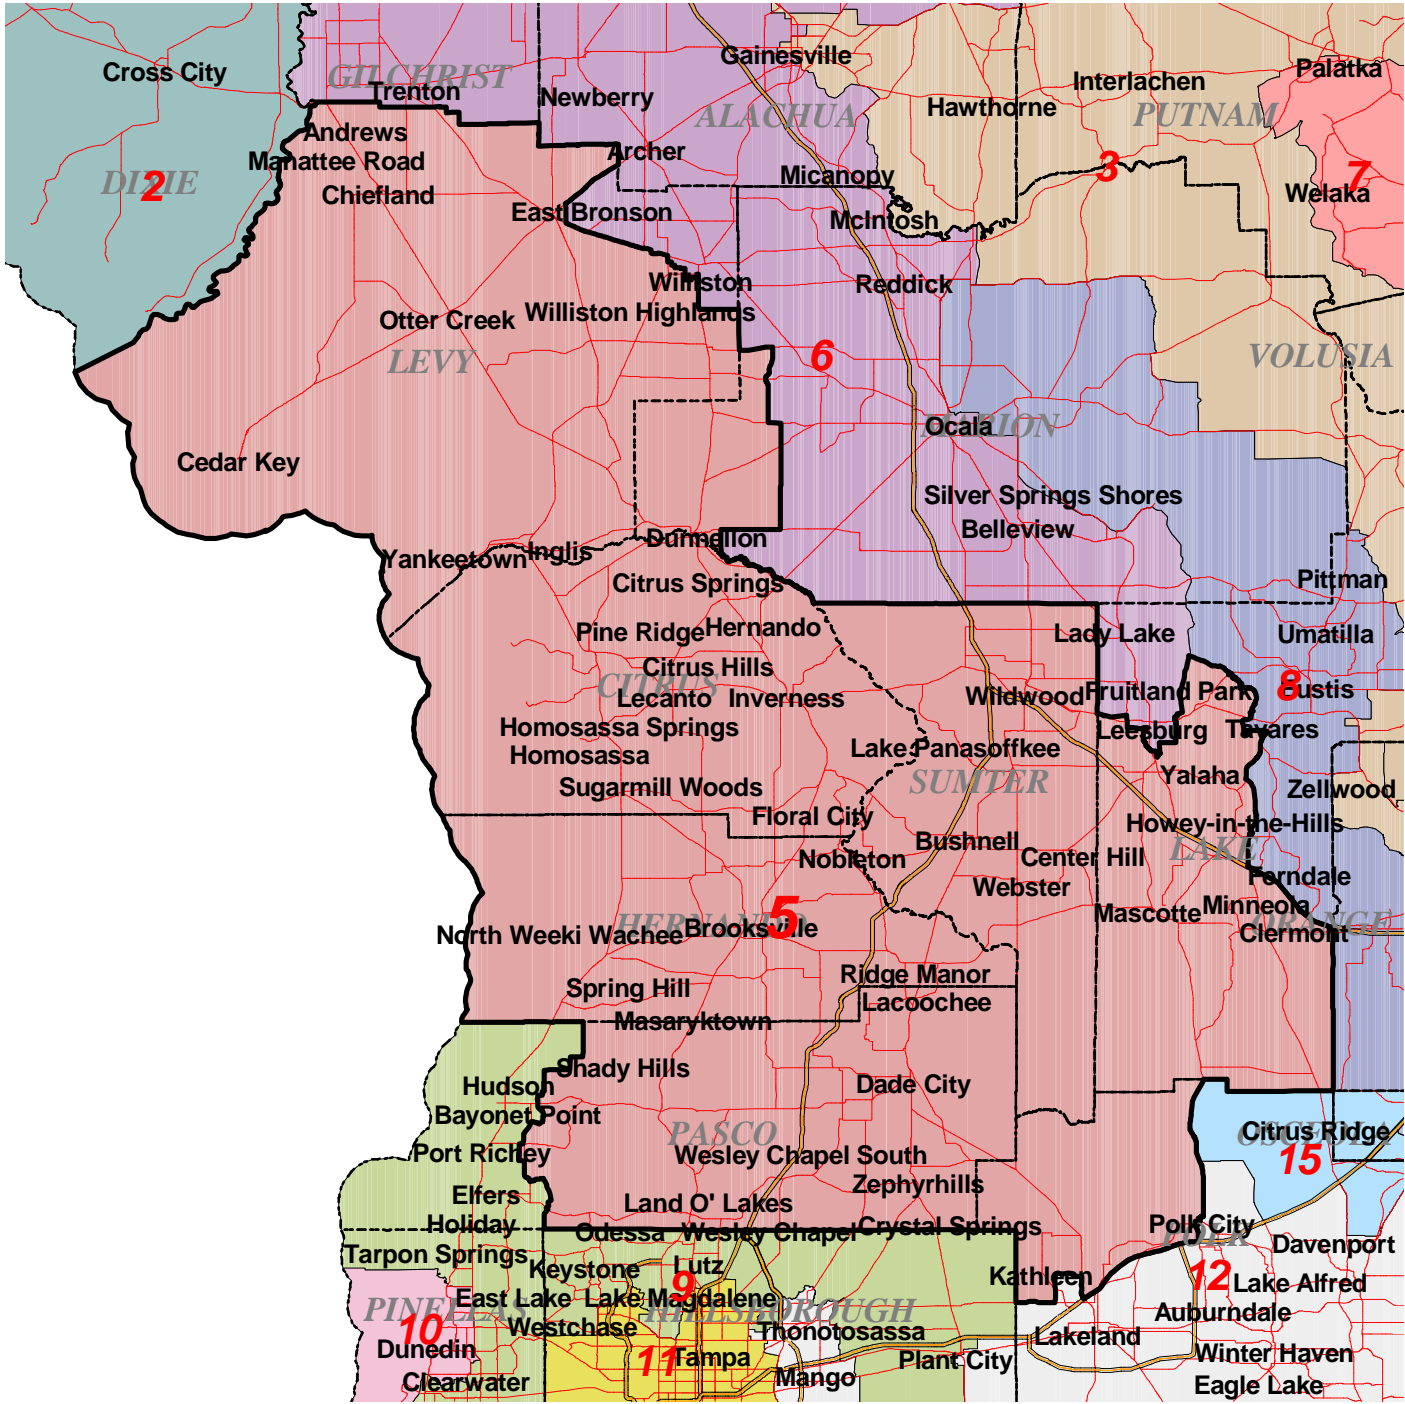 Gainesville
Cross City
GILCHRIST
Palatka
Interlachen
Trenton
Newberry
Hawthorne
ALACHUA
PUTNAM
Andrews
Archer
Manattee Road
3
7
Micanopy
DIXIE
2
Chiefland
Welaka
East Bronson
McIntosh
Williston
Reddick
Williston Highlands
Otter Creek
6
VOLUSIA
LEVY
Ocala
MARION
Cedar Key
Silver Springs Shores
Belleview
Dunnellon
Inglis
Yankeetown
Citrus Springs
Pittman
Pine Ridge
Hernando
Lady Lake
Umatilla
Citrus Hills
CITRUS
8
Lecanto
Inverness
Wildwood
Fruitland Park
Eustis
Homosassa Springs
Leesburg
Tavares
Lake Panasoffkee
Homosassa
Yalaha
SUMTER
Sugarmill Woods
Zellwood
Floral City
Howey-in-the-Hills
Bushnell
LAKE
Nobleton
Center Hill
Ferndale
Webster
Minneola
Mascotte
5
HERNANDO
Brooksville
ORANGE
North Weeki Wachee
Clermont
Ridge Manor
Spring Hill
Lacoochee
Masaryktown
Shady Hills
Hudson
Dade City
Bayonet Point
PASCO
Citrus Ridge
OSCEOLA
Port Richey
Wesley Chapel South
15
Zephyrhills
Elfers
Land O' Lakes
Holiday
Odessa
Wesley Chapel
Crystal Springs
Polk City
POLK
Tarpon Springs
Davenport
Keystone
Lutz
Kathleen
12
9
Lake Alfred
East Lake
Lake Magdalene
PINELLAS
HILLSBOROUGH
Auburndale
10
Westchase
Thonotosassa
Lakeland
Dunedin
11
Tampa
Plant City
Winter Haven
Mango
Clearwater
Eagle Lake